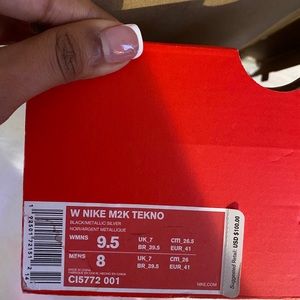 W NIKE M2K TEKNO
BLACK/METALLIC SILVER
NOIR/ARGENT METALLIQUE
WMNS 9.5 UK_7 cm_26.5
BR_39.5 EUR_41
MENS 8 UK_7 cm_26
BR_39.5 EUR_41
CI5772 001
NIKE.COM
Suggested Retail: USD $100.00